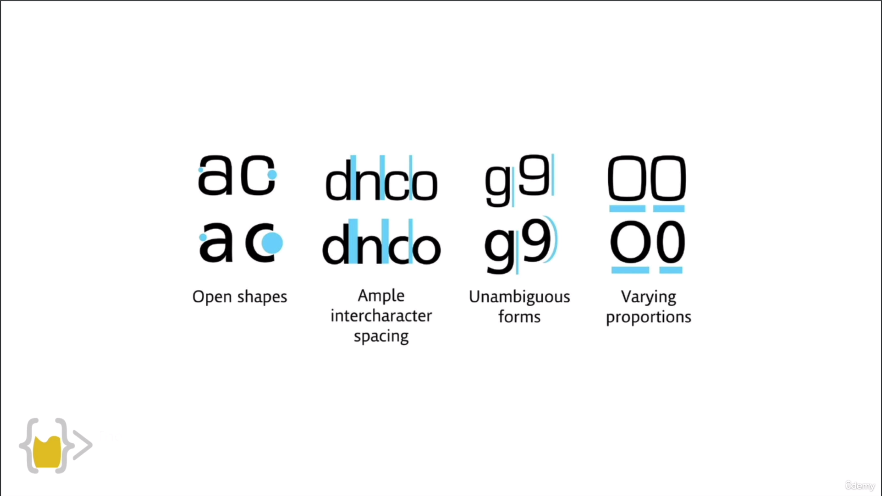 ac dnco g9 O0
ac dnco g9 O0
Open shapes
Ample
intercharacter
spacing
Unambiguous
forms
Varying
proportions
{ }>
Udemy